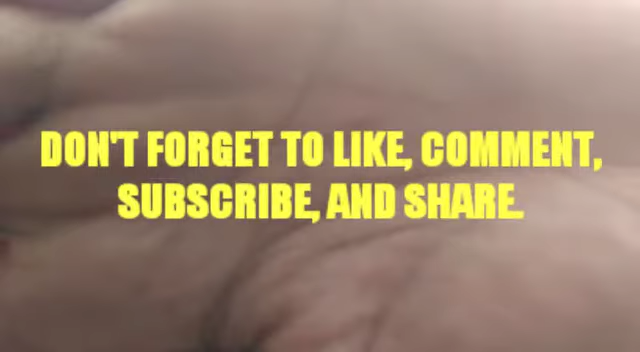 DON'T FORGET TO LIKE, COMMENT,
SUBSCRIBE, AND SHARE.